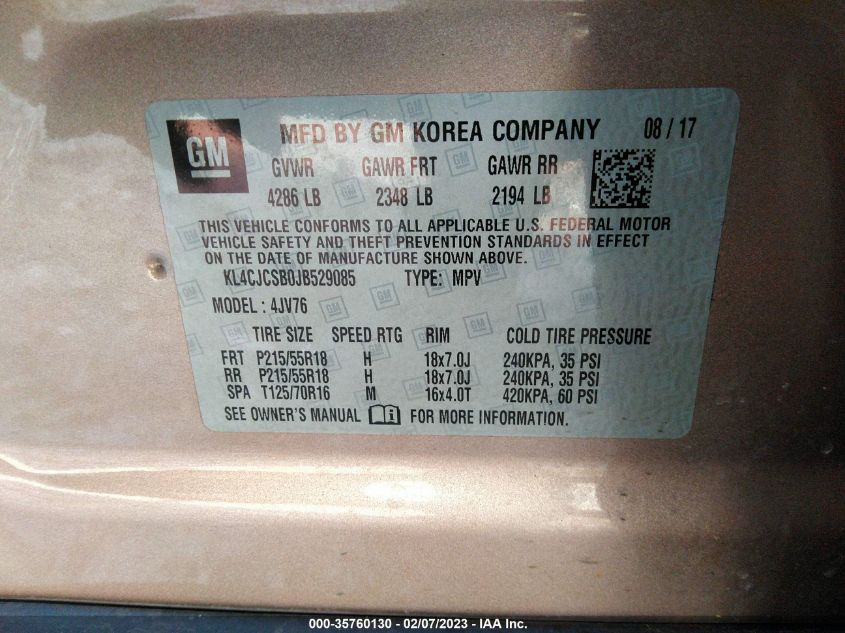 GM MFD BY GM KOREA COMPANY 08 / 17
GVWR GAWR FRT GAWR RR
4286 LB 2348 LB 2194 LB
THIS VEHICLE CONFORMS TO ALL APPLICABLE U.S. FEDERAL MOTOR
VEHICLE SAFETY AND THEFT PREVENTION STANDARDS IN EFFECT
ON THE DATE OF MANUFACTURE SHOWN ABOVE.
KL4CJCSB0JB529085 TYPE: MPV
MODEL : 4JV76
TIRE SIZE SPEED RTG RIM COLD TIRE PRESSURE
FRT P215/55R18 H 18x7.0J 240KPA, 35 PSI
RR P215/55R18 H 18x7.0J 240KPA, 35 PSI
SPA T125/70R16 M 16x4.0T 420KPA, 60 PSI
SEE OWNER'S MANUAL FOR MORE INFORMATION.
000-35760130 - 02/07/2023 - IAA Inc.